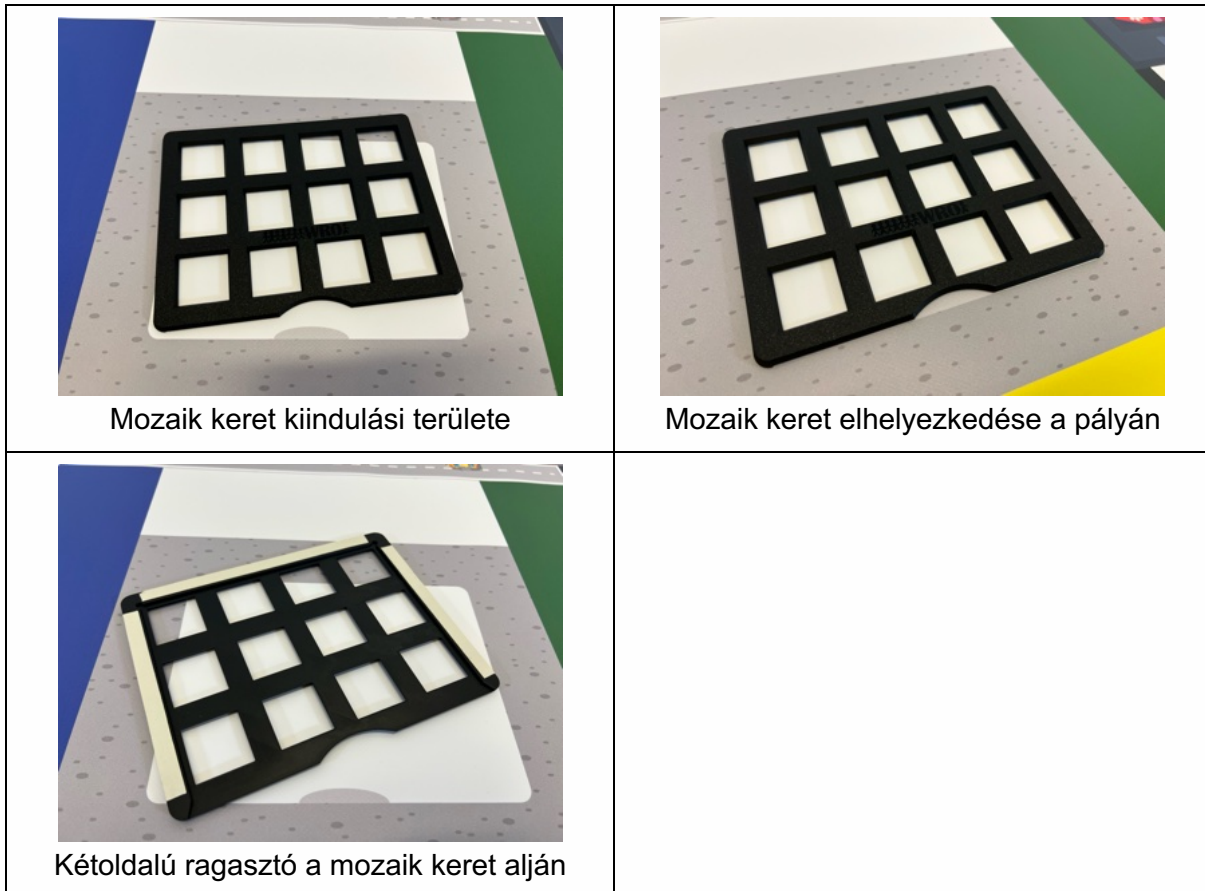 Mozaik keret kiindulási területe
Mozaik keret elhelyezkedése a pályán
Kétoldalú ragasztó a mozaik keret alján